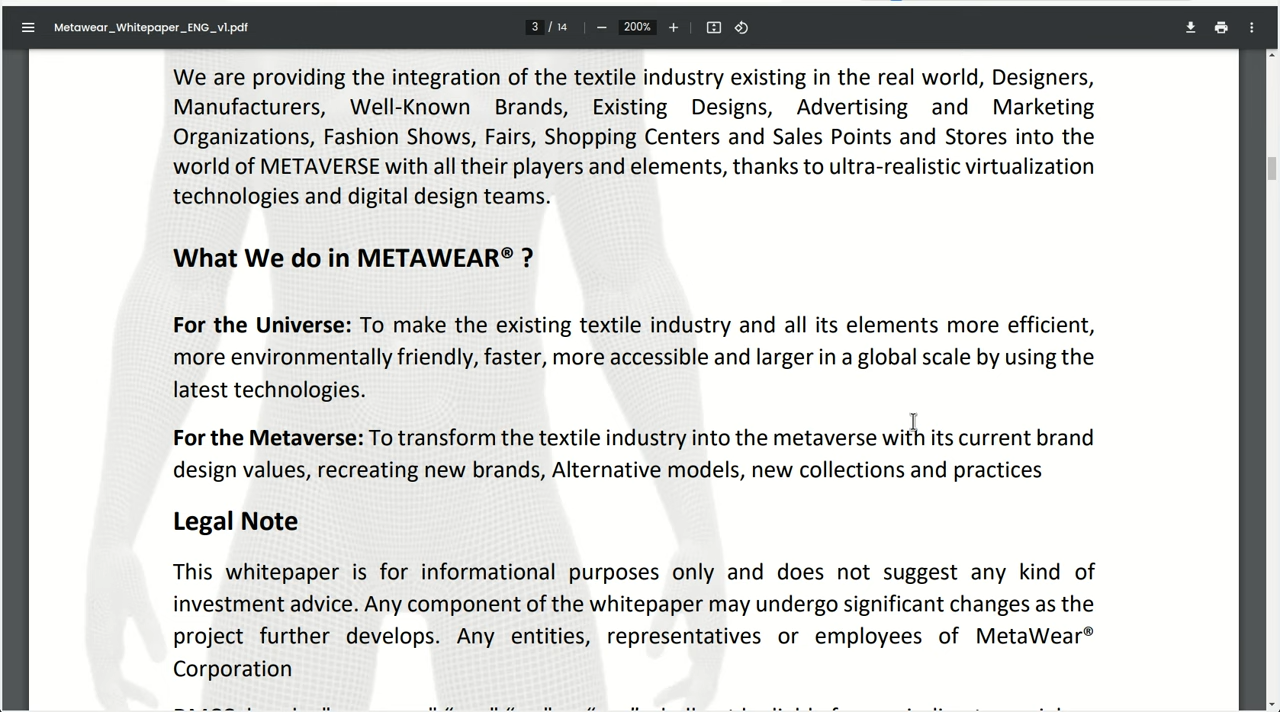 Metawear_Whitepaper_ENG_v1.pdf
3 / 14
200%
We are providing the integration of the textile industry existing in the real world, Designers,
Manufacturers, Well-Known Brands, Existing Designs, Advertising and Marketing
Organizations, Fashion Shows, Fairs, Shopping Centers and Sales Points and Stores into the
world of METAVERSE with all their players and elements, thanks to ultra-realistic virtualization
technologies and digital design teams.
What We do in METAWEAR® ?
For the Universe: To make the existing textile industry and all its elements more efficient,
more environmentally friendly, faster, more accessible and larger in a global scale by using the
latest technologies.
For the Metaverse: To transform the textile industry into the metaverse with its current brand
design values, recreating new brands, Alternative models, new collections and practices
Legal Note
This whitepaper is for informational purposes only and does not suggest any kind of
investment advice. Any component of the whitepaper may undergo significant changes as the
project further develops. Any entities, representatives or employees of MetaWear®
Corporation